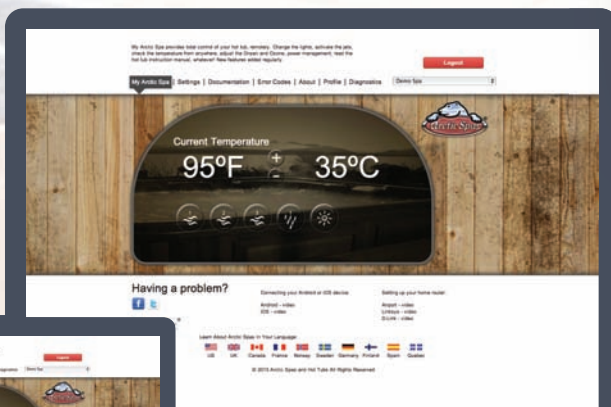 My Arctic Spa provides total control of your hot tub, remotely. Change the lights, activate the jets,
check the temperature from anywhere, adjust the Onzen and Ozone, power management, read the
hot tub instruction manual, whatever! New features added regularly.
Logout
My Arctic Spa | Settings | Documentation | Error Codes | About | Profile | Diagnostics
Demo Spa
Arctic Spas
Current Temperature
95ºF + 35ºC
-
Having a problem?
Connecting your Android or iOS device
Setting up your home router
Android - video
iOS - video
Airport - video
Linksys - video
D-Link - video
Learn About Arctic Spas in Your Language:
US UK Canada France Norway Sweden Germany Finland Spain Quebec
© 2013 Arctic Spas and Hot Tubs All Rights Reserved
Logout
Diagnostics
Demo Spa